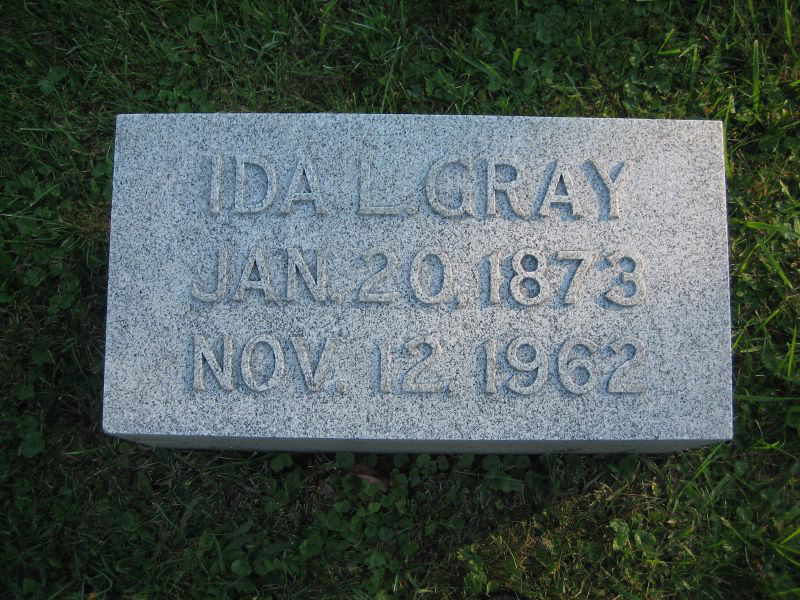 IDA L. GRAY
JAN. 20. 1873
NOV. 12. 1962